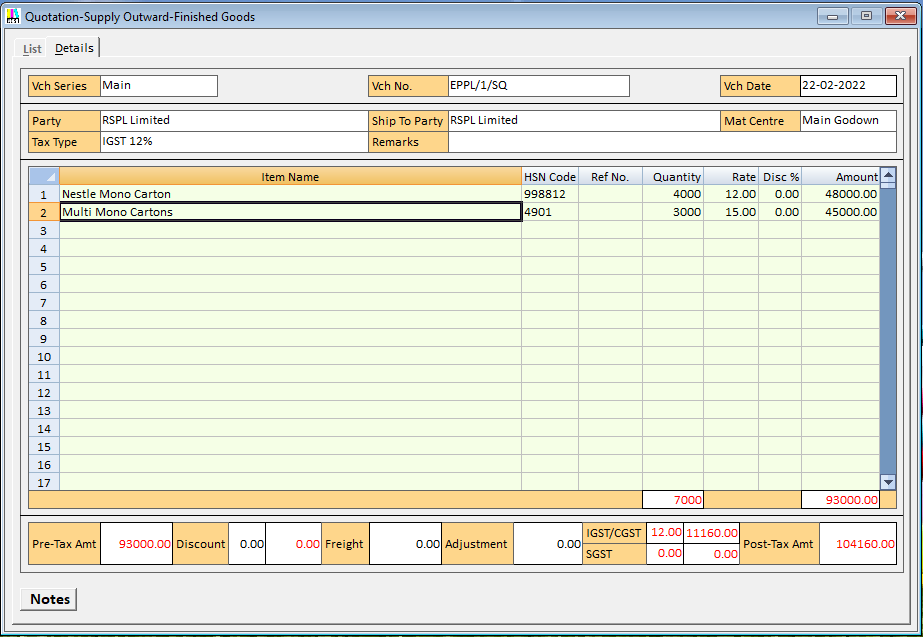 Quotation-Supply Outward-Finished Goods
List Details
Vch Series Main Vch No. EPPL/1/SQ Vch Date 22-02-2022
Party RSPL Limited Ship To Party RSPL Limited Mat Centre Main Godown
Tax Type IGST 12% Remarks
Item Name HSN Code Ref No. Quantity Rate Disc % Amount
1 Nestle Mono Carton 998812 4000 12.00 0.00 48000.00
2 Multi Mono Cartons 4901 3000 15.00 0.00 45000.00
3
4
5
6
7
8
9
10
11
12
13
14
15
16
17
7000 93000.00
Pre-Tax Amt 93000.00 Discount 0.00 0.00 Freight 0.00 Adjustment 0.00 IGST/CGST 12.00 11160.00 Post-Tax Amt 104160.00
SGST 0.00 0.00
Notes